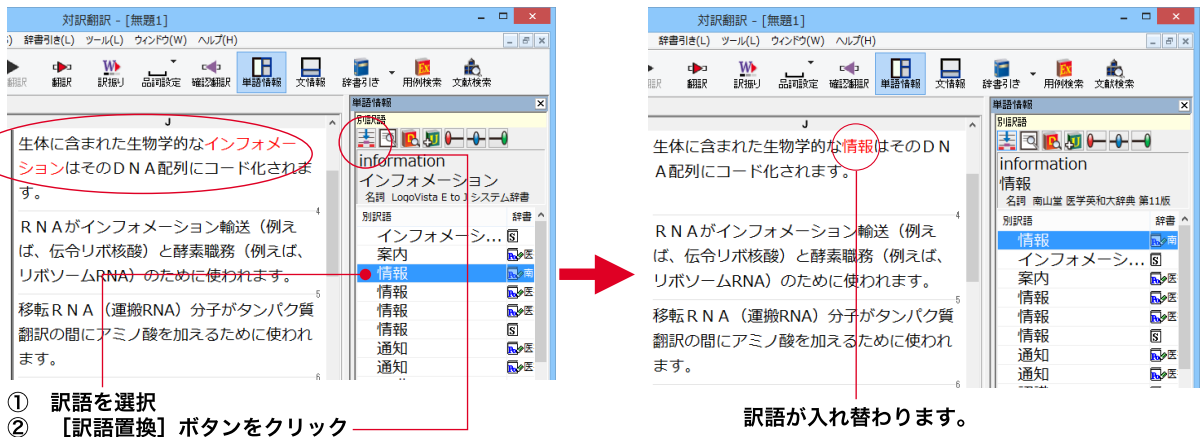 対訳翻訳 - [無題1]
S) 辞書引き(L) ツール(L) ウィンドウ(W) ヘルプ(H)
翻訳 訳振り 品詞設定 確認翻訳 単語情報 文情報 辞書引き 用例検索 文献検索
J
生体に含まれた生物学的なインフォメー
ションはそのＤＮＡ配列にコード化されま
す。
4
ＲＮＡがインフォメーション輸送（例え
ば、伝令リボ核酸）と酵素職務（例えば、
リボソームRNA）のために使われます。
5
移転ＲＮＡ（運搬RNA）分子がタンパク質
翻訳の間にアミノ酸を加えるために使われ
ます。
6
単語情報
別訳語
information
インフォメーション
名詞 LogoVista E to J システム辞書
別訳語 辞書
インフォメーシ... S
案内 医
情報 南
情報 医
情報 医
情報 S
通知 医
通知 医
① 訳語を選択
② ［訳語置換］ボタンをクリック
対訳翻訳 - [無題1]
辞書引き(L) ツール(L) ウィンドウ(W) ヘルプ(H)
翻訳 訳振り 品詞設定 確認翻訳 単語情報 文情報 辞書引き 用例検索 文献検索
J
生体に含まれた生物学的な情報はそのＤＮ
Ａ配列にコード化されます。
4
ＲＮＡがインフォメーション輸送（例え
ば、伝令リボ核酸）と酵素職務（例えば、
リボソームRNA）のために使われます。
5
移転ＲＮＡ（運搬RNA）分子がタンパク質
翻訳の間にアミノ酸を加えるために使われ
ます。
6
単語情報
別訳語
information
情報
名詞 南山堂 医学英和大辞典 第11版
別訳語 辞書
情報 南
インフォメーシ... S
案内 医
情報 医
情報 医
情報 S
通知 医
通知 医
訳語が入れ替わります。